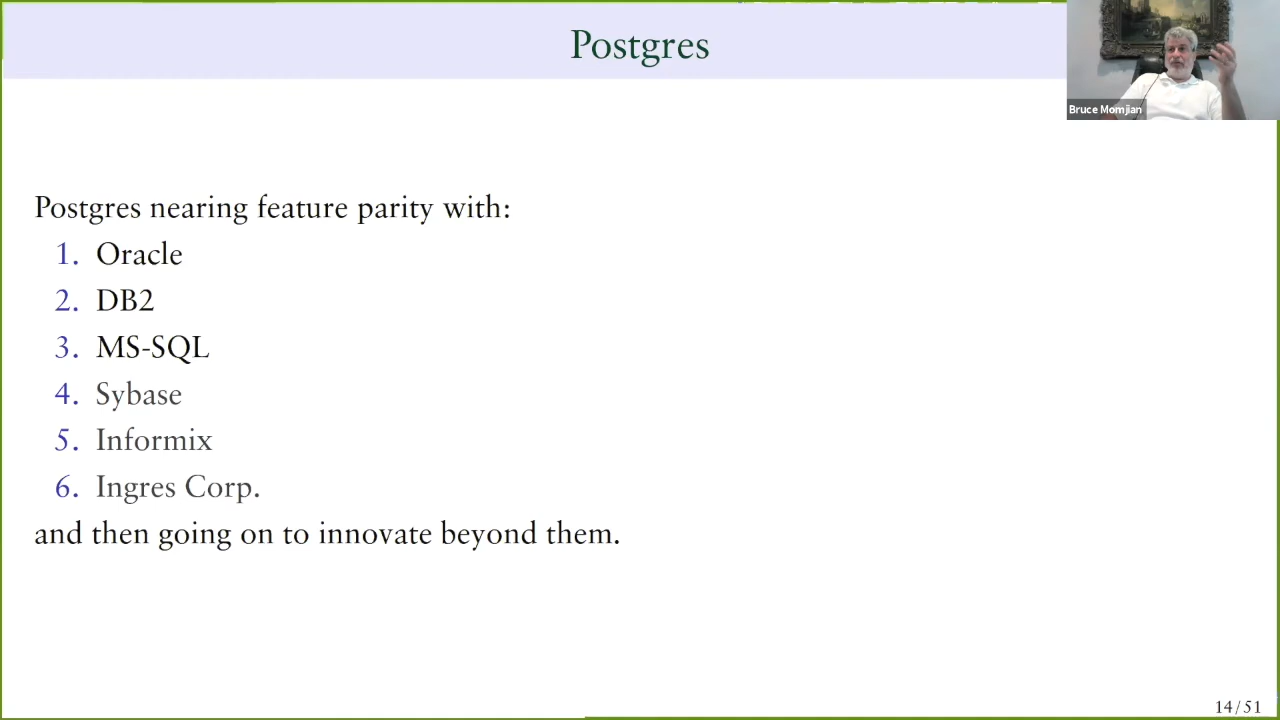 Postgres
Bruce Momjian
Postgres nearing feature parity with:
1. Oracle
2. DB2
3. MS-SQL
4. Sybase
5. Informix
6. Ingres Corp.
and then going on to innovate beyond them.
14/51